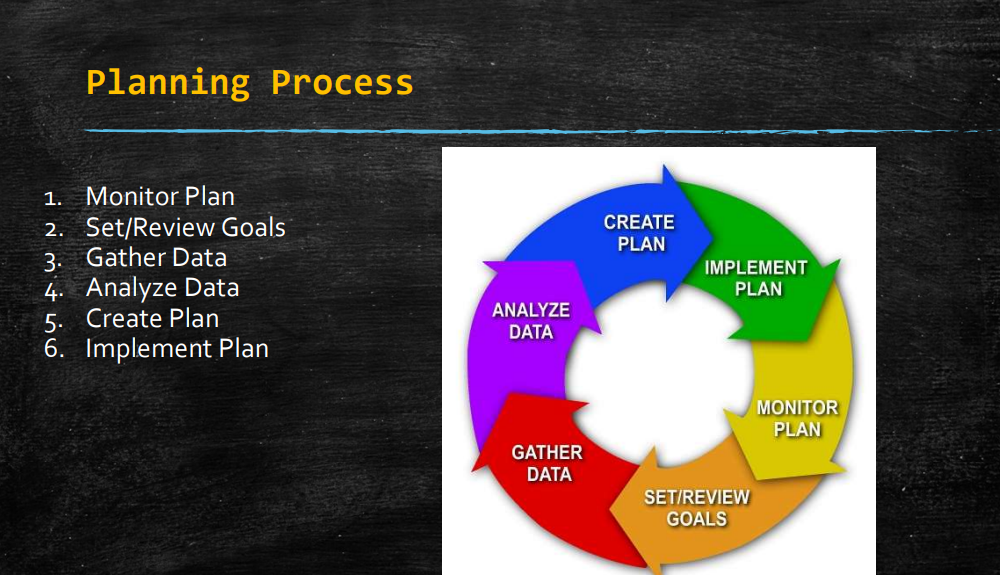 Planning Process
1. Monitor Plan
2. Set/Review Goals
3. Gather Data
4. Analyze Data
5. Create Plan
6. Implement Plan
CREATE
PLAN
IMPLEMENT
PLAN
MONITOR
PLAN
SET/REVIEW
GOALS
GATHER
DATA
ANALYZE
DATA